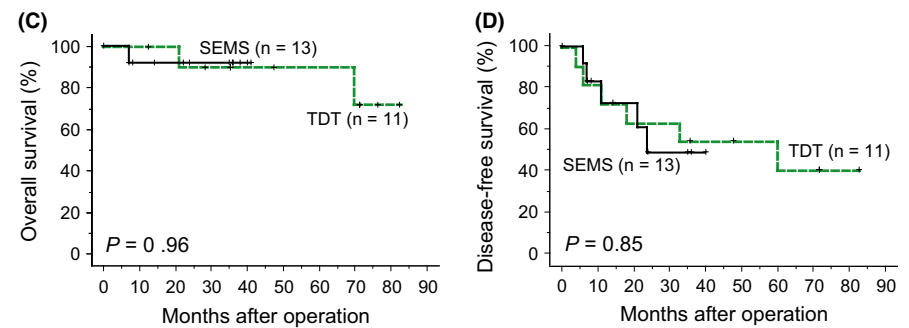 (C)
Overall survival (%)
100
80
60
40
20
0
SEMS (n = 13)
TDT (n = 11)
P = 0 .96
0 10 20 30 40 50 60 70 80 90
Months after operation
(D)
Disease-free survival (%)
100
80
60
40
20
0
SEMS (n = 13)
TDT (n = 11)
P = 0.85
0 10 20 30 40 50 60 70 80 90
Months after operation